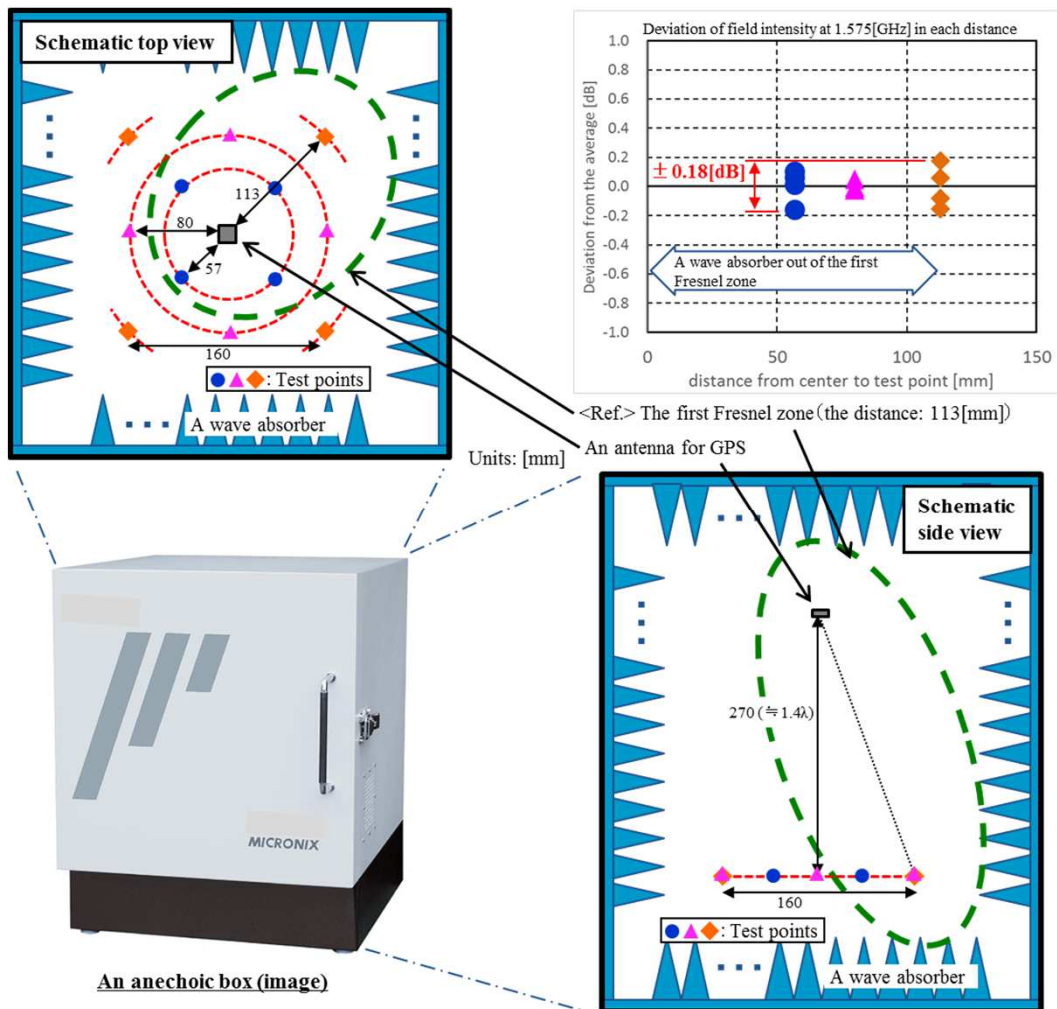 Schematic top view
113
80
57
160
: Test points
A wave absorber
Units: [mm]
Deviation of field intensity at 1.575[GHz] in each distance
Deviation from the average [dB]
1.0
0.8
0.6
0.4
0.2
0.0
-0.2
-0.4
-0.6
-0.8
-1.0
±0.18[dB]
A wave absorber out of the first
Fresnel zone
0
50
100
150
distance from center to test point [mm]
<Ref.> The first Fresnel zone(the distance: 113[mm])
An antenna for GPS
Schematic
side view
270(≒1.4λ)
160
: Test points
A wave absorber
MICRONIX
An anechoic box (image)